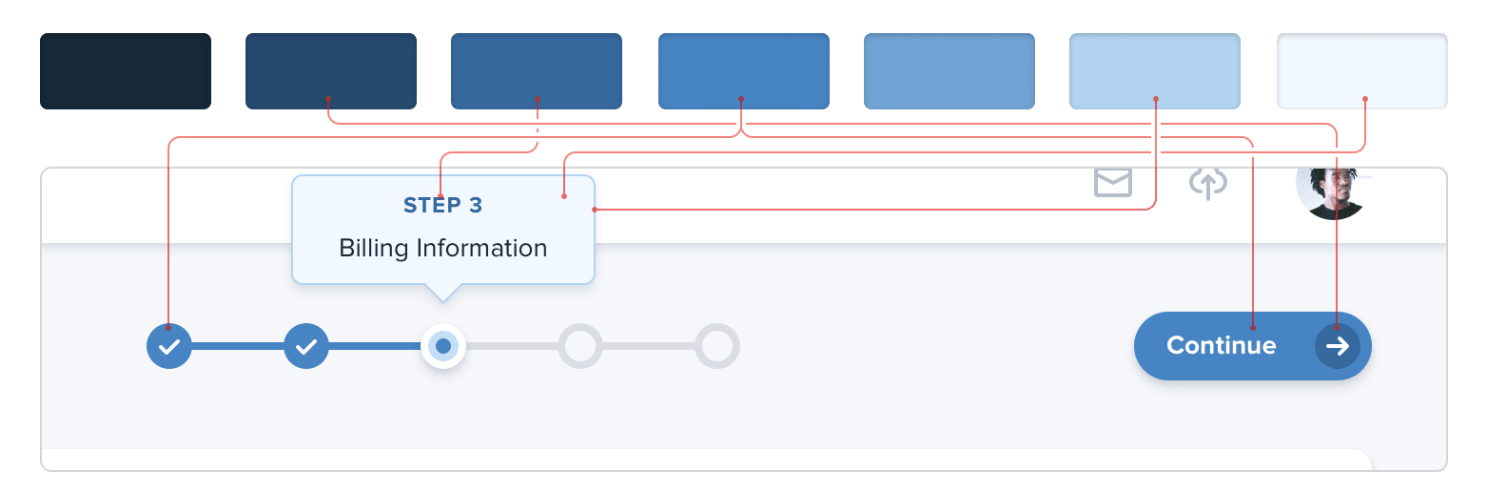 STEP 3
Billing Information
Continue